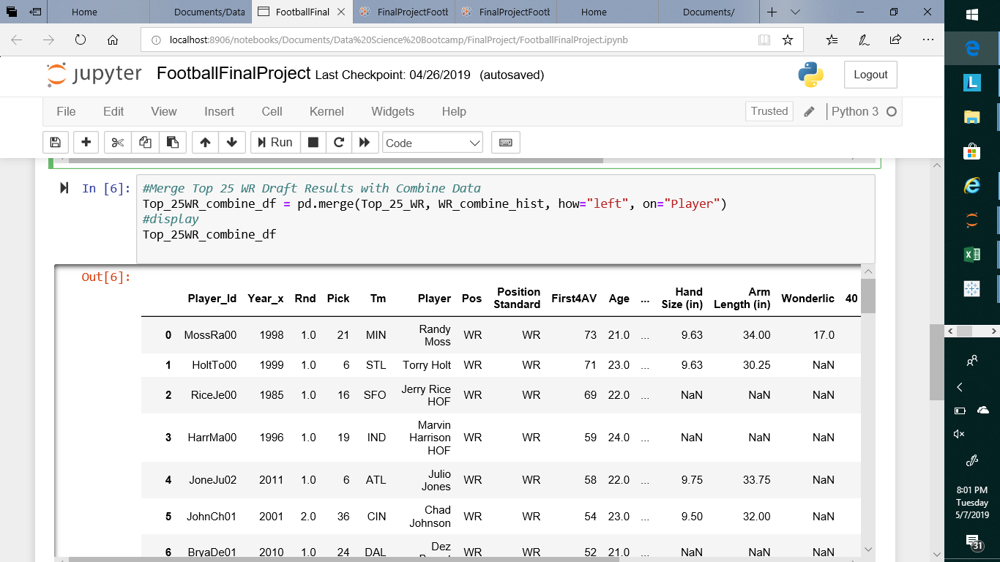 Home Documents/Data FootballFinal FinalProjectFootb FinalProjectFootb Home Documents/
localhost:8906/notebooks/Documents/Data%20Science%20Bootcamp/FinalProject/FootballFinalProject.ipynb
jupyter FootballFinalProject Last Checkpoint: 04/26/2019 (autosaved) Logout
File Edit View Insert Cell Kernel Widgets Help Trusted Python 3
Run Code
In [6]: #Merge Top 25 WR Draft Results with Combine Data
Top_25WR_combine_df = pd.merge(Top_25_WR, WR_combine_hist, how="left", on="Player")
#display
Top_25WR_combine_df
Out[6]:
Player_Id Year_x Rnd Pick Tm Player Pos Position Standard First4AV Age ... Hand Size (in) Arm Length (in) Wonderlic 40
0 MossRa00 1998 1.0 21 MIN Randy Moss WR WR 73 21.0 ... 9.63 34.00 17.0
1 HoltTo00 1999 1.0 6 STL Torry Holt WR WR 71 23.0 ... 9.63 30.25 NaN
2 RiceJe00 1985 1.0 16 SFO Jerry Rice HOF WR WR 69 22.0 ... NaN NaN NaN
3 HarrMa00 1996 1.0 19 IND Marvin Harrison HOF WR WR 59 24.0 ... NaN NaN NaN
4 JoneJu02 2011 1.0 6 ATL Julio Jones WR WR 58 22.0 ... 9.75 33.75 NaN
5 JohnCh01 2001 2.0 36 CIN Chad Johnson WR WR 54 23.0 ... 9.50 32.00 NaN
6 BryaDe01 2010 1.0 24 DAL Dez WR WR 52 21.0 ... NaN NaN NaN
8:01 PM
Tuesday
5/7/2019
31